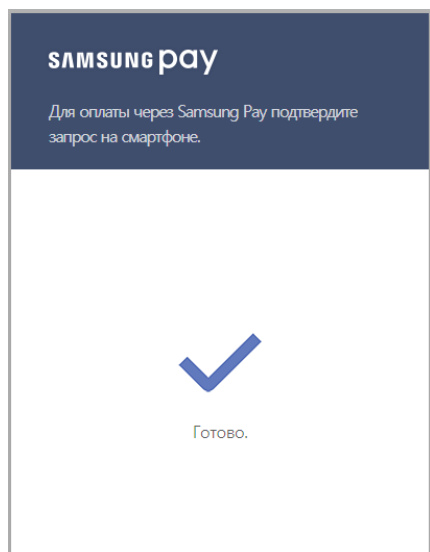 SAMSUNG pay
Для оплаты через Samsung Pay подтвердите
запрос на смартфоне.
Готово.